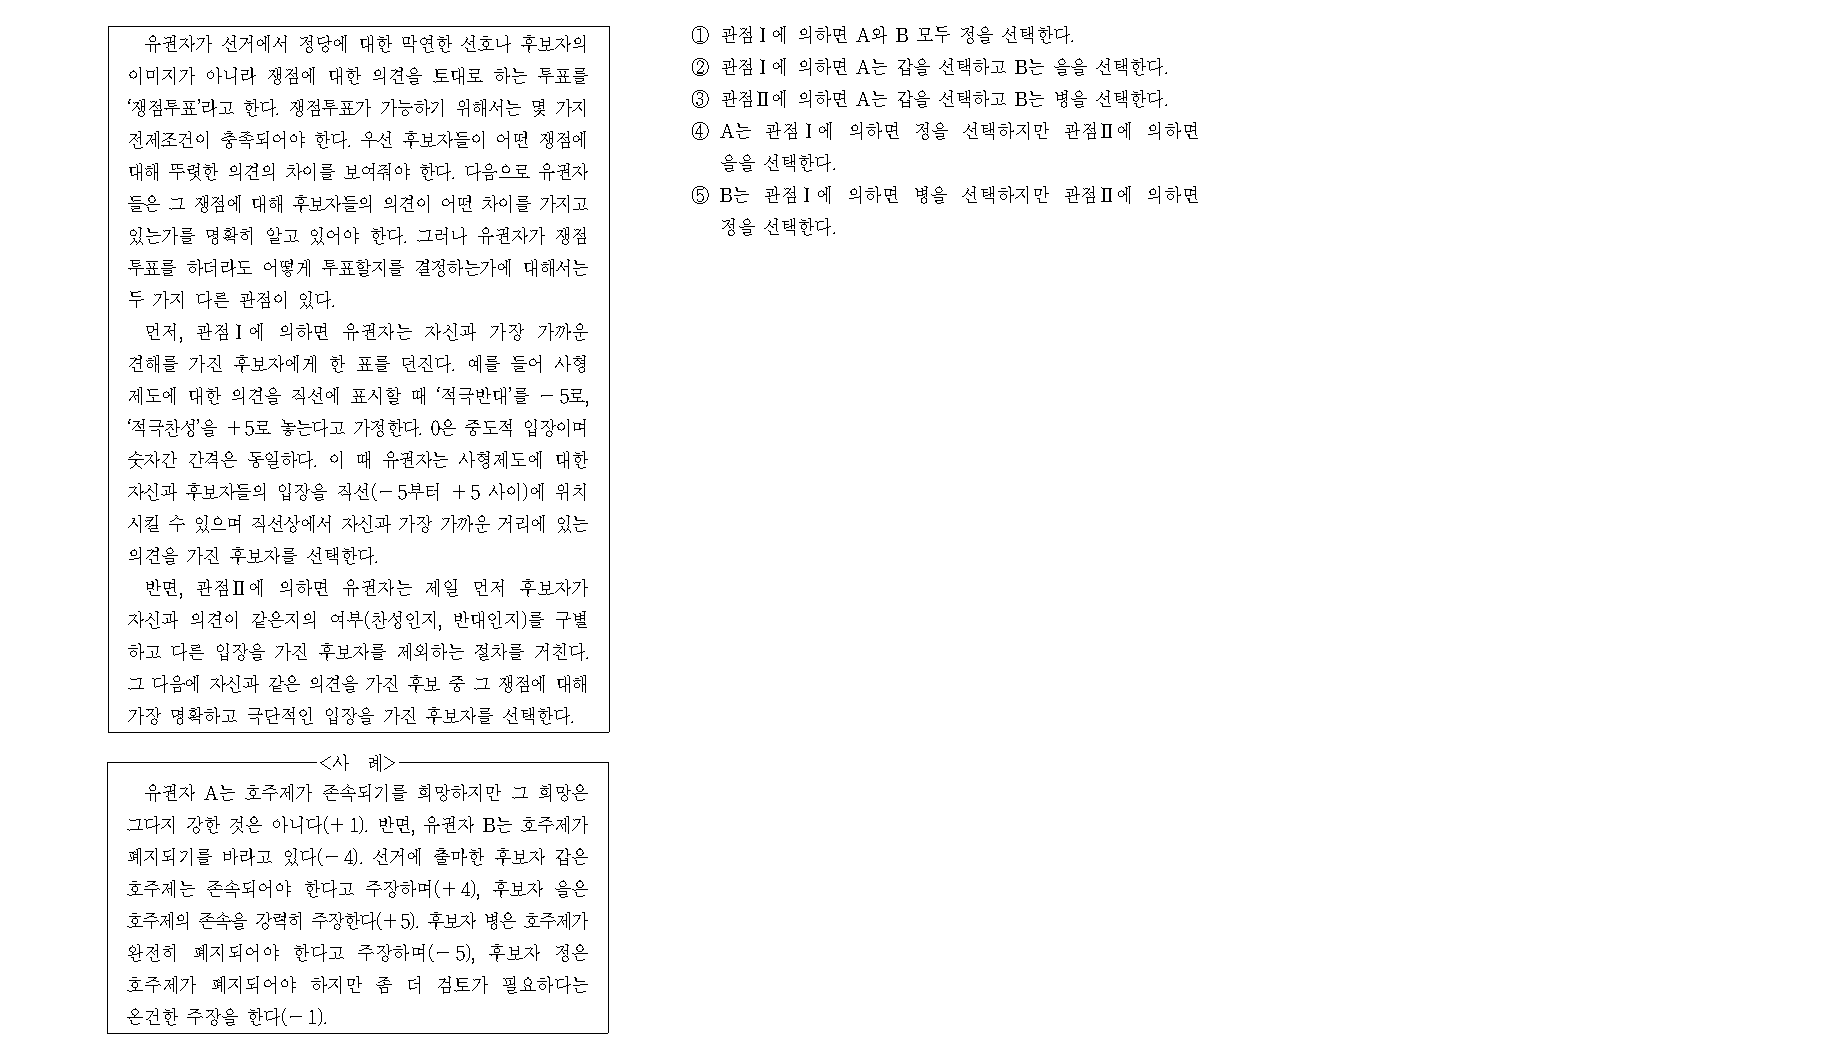 유권자가 선거에서 정당에 대한 막연한 선호나 후보자의
이미지가 아니라 쟁점에 대한 의견을 토대로 하는 투표를
‘쟁점투표’라고 한다. 쟁점투표가 가능하기 위해서는 몇 가지
전제조건이 충족되어야 한다. 우선 후보자들이 어떤 쟁점에
대해 뚜렷한 의견의 차이를 보여줘야 한다. 다음으로 유권자
들은 그 쟁점에 대해 후보자들의 의견이 어떤 차이를 가지고
있는가를 명확히 알고 있어야 한다. 그러나 유권자가 쟁점
투표를 하더라도 어떻게 투표할지를 결정하는가에 대해서는
두 가지 다른 관점이 있다.
먼저, 관점Ⅰ에 의하면 유권자는 자신과 가장 가까운
견해를 가진 후보자에게 한 표를 던진다. 예를 들어 사형
제도에 대한 의견을 직선에 표시할 때 ‘적극반대’를 －5로,
‘적극찬성’을 ＋5로 놓는다고 가정한다. 0은 중도적 입장이며
숫자간 간격은 동일하다. 이 때 유권자는 사형제도에 대한
자신과 후보자들의 입장을 직선(－5부터 ＋5 사이)에 위치
시킬 수 있으며 직선상에서 자신과 가장 가까운 거리에 있는
의견을 가진 후보자를 선택한다.
반면, 관점Ⅱ에 의하면 유권자는 제일 먼저 후보자가
자신과 의견이 같은지의 여부(찬성인지, 반대인지)를 구별
하고 다른 입장을 가진 후보자를 제외하는 절차를 거친다.
그 다음에 자신과 같은 의견을 가진 후보 중 그 쟁점에 대해
가장 명확하고 극단적인 입장을 가진 후보자를 선택한다.
<사 례>
유권자 A는 호주제가 존속되기를 희망하지만 그 희망은
그다지 강한 것은 아니다(＋1). 반면, 유권자 B는 호주제가
폐지되기를 바라고 있다(－4). 선거에 출마한 후보자 갑은
호주제는 존속되어야 한다고 주장하며(＋4), 후보자 을은
호주제의 존속을 강력히 주장한다(＋5). 후보자 병은 호주제가
완전히 폐지되어야 한다고 주장하며(－5), 후보자 정은
호주제가 폐지되어야 하지만 좀 더 검토가 필요하다는
온건한 주장을 한다(－1).
① 관점Ⅰ에 의하면 A와 B 모두 정을 선택한다.
② 관점Ⅰ에 의하면 A는 갑을 선택하고 B는 을을 선택한다.
③ 관점Ⅱ에 의하면 A는 갑을 선택하고 B는 병을 선택한다.
④ A는 관점Ⅰ에 의하면 정을 선택하지만 관점Ⅱ에 의하면
을을 선택한다.
⑤ B는 관점Ⅰ에 의하면 병을 선택하지만 관점Ⅱ에 의하면
정을 선택한다.